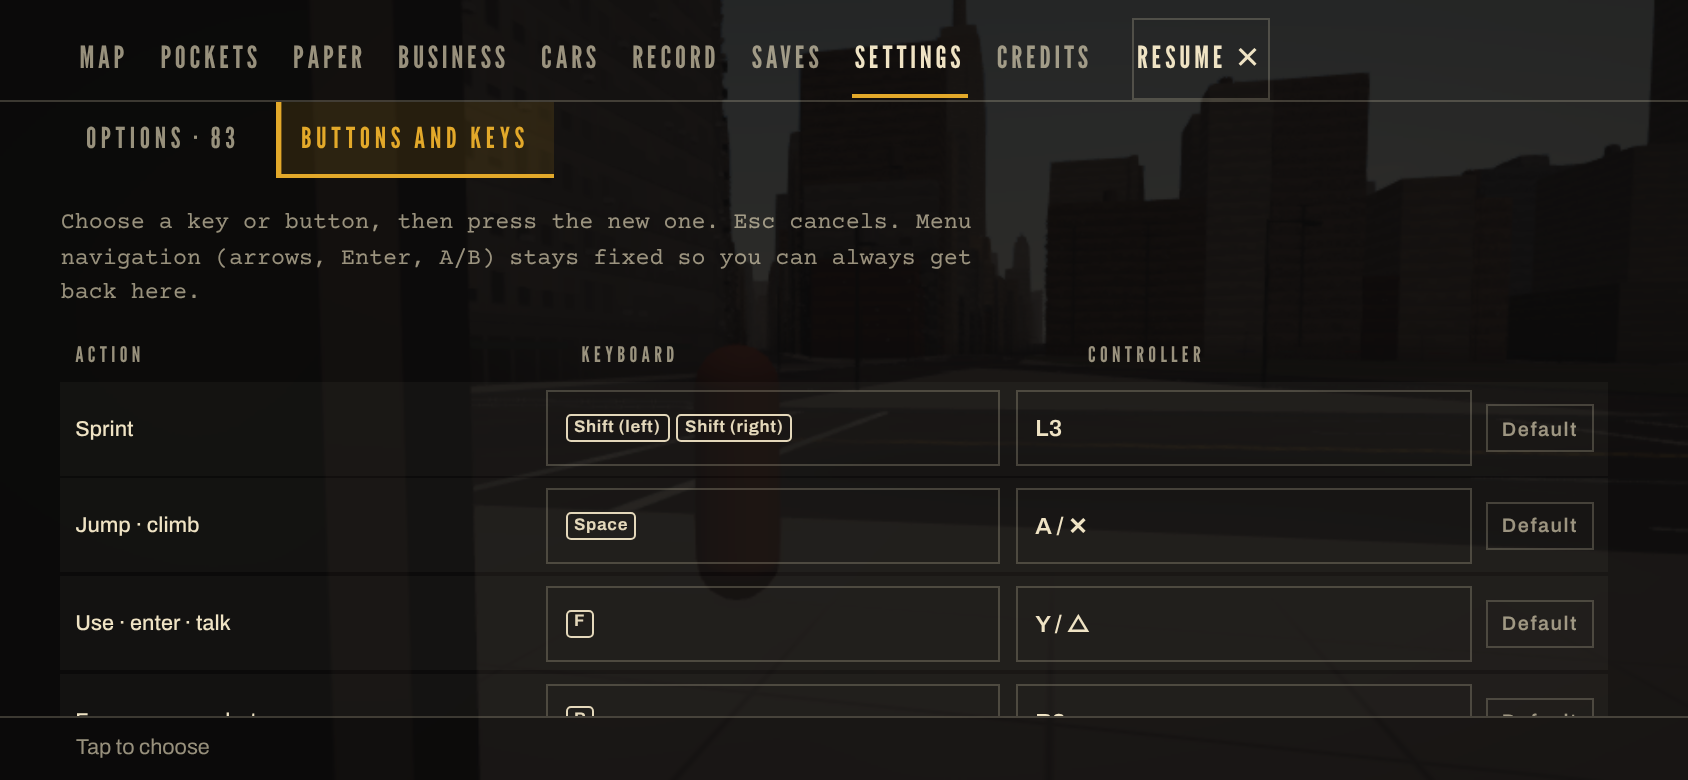 MAP POCKETS PAPER BUSINESS CARS RECORD SAVES SETTINGS CREDITS RESUME ✕
OPTIONS · 83 BUTTONS AND KEYS
Choose a key or button, then press the new one. Esc cancels. Menu
navigation (arrows, Enter, A/B) stays fixed so you can always get
back here.
ACTION KEYBOARD CONTROLLER
Sprint Shift (left) Shift (right) L3 Default
Jump · climb Space A / ✕ Default
Use · enter · talk F Y / △ Default
Tap to choose